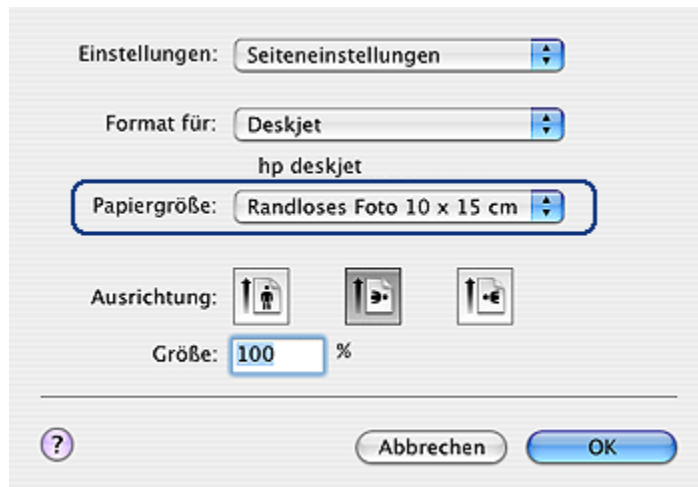 Einstellungen: Seiteneinstellungen
Format für: Deskjet
hp deskjet
Papiergröße: Randloses Foto 10 x 15 cm
Ausrichtung:
Größe: 100 %
? Abbrechen OK